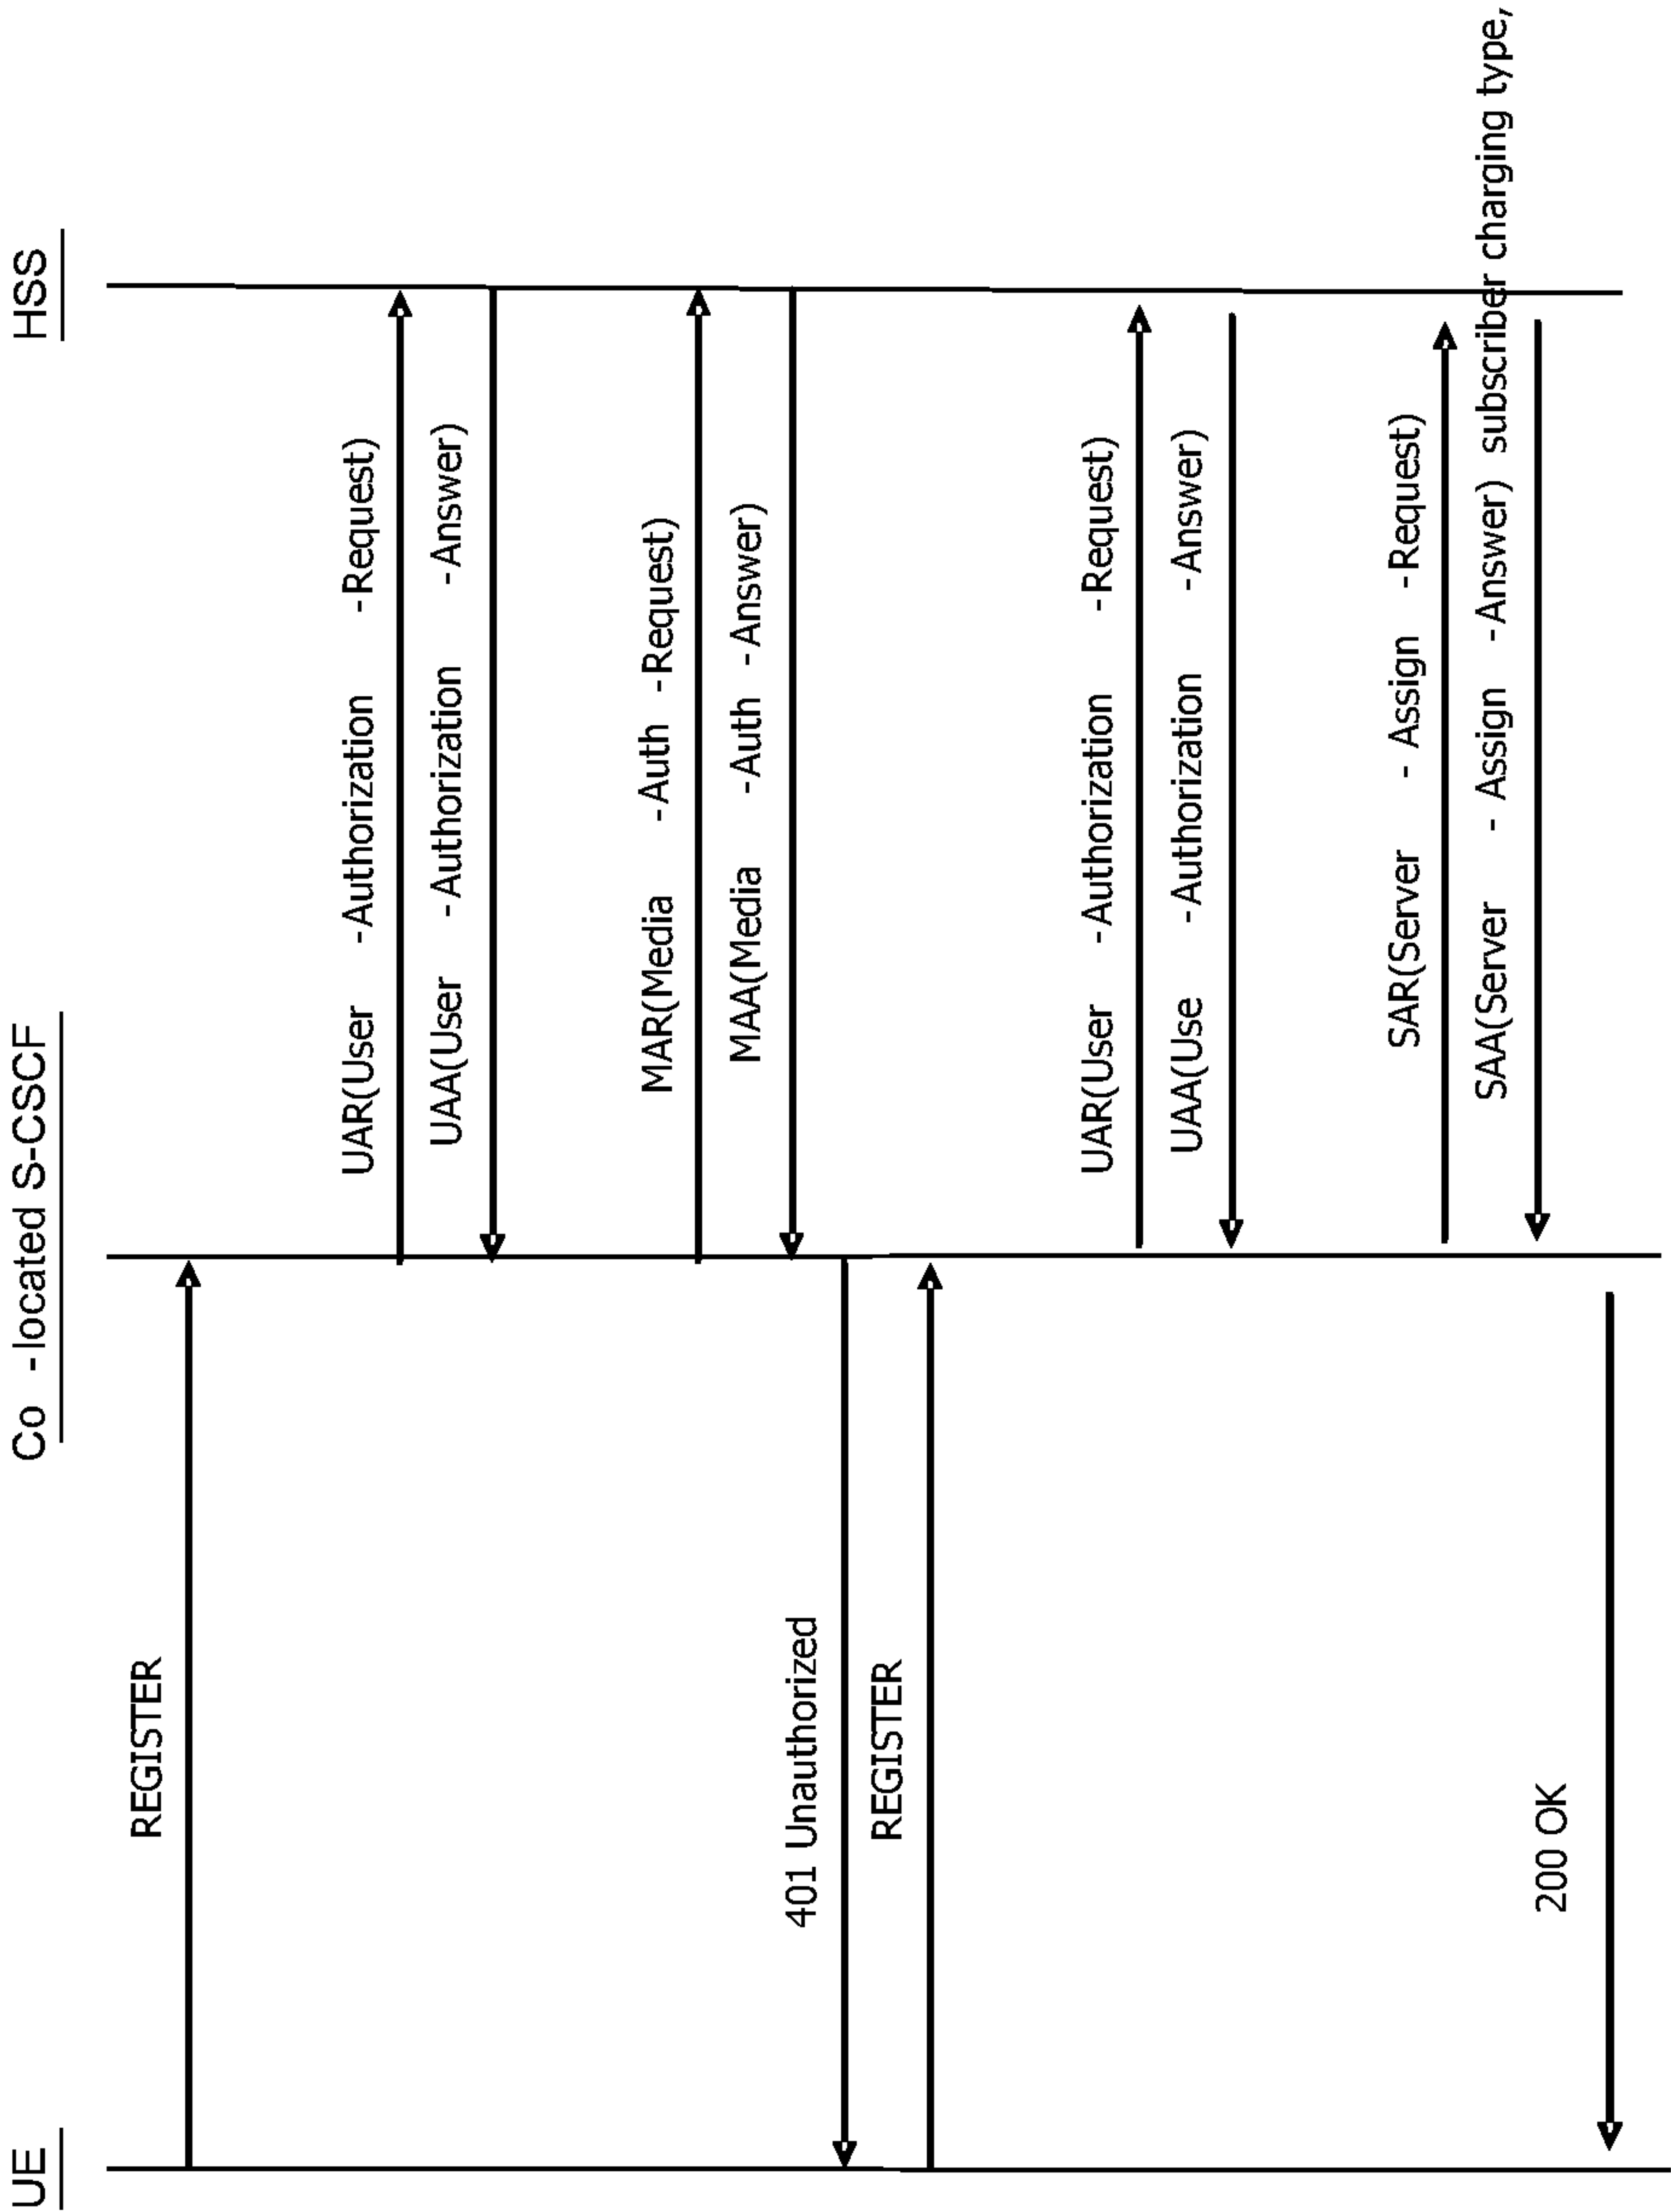 UE
Co -located S-CSCF
HSS
REGISTER
UAR(User -Authorization -Request)
UAA(User -Authorization -Answer)
MAR(Media -Auth -Request)
MAA(Media -Auth -Answer)
401 Unauthorized
REGISTER
UAR(User -Authorization -Request)
UAA(Use -Authorization -Answer)
SAR(Server - Assign -Request)
SAA(Server - Assign -Answer) subscriber charging type,
200 OK